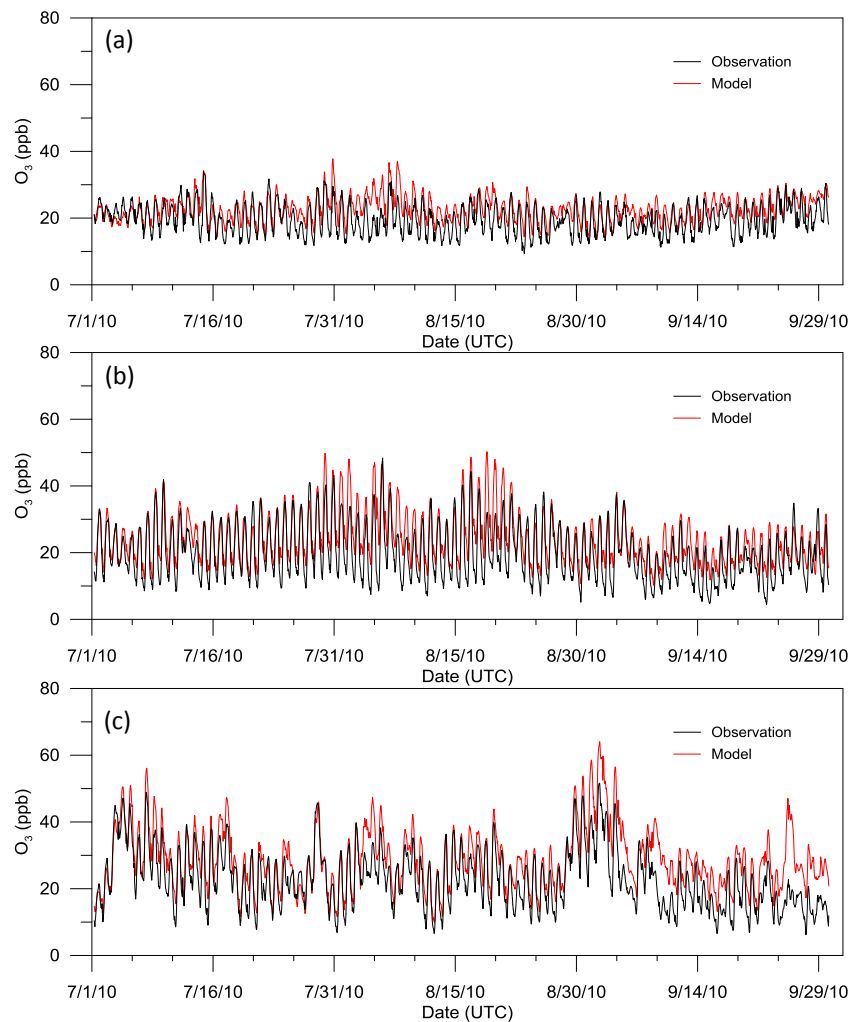 (a)
80
60
40
20
0
O3 (ppb)
Observation
Model
7/1/10 7/16/10 7/31/10 8/15/10 8/30/10 9/14/10 9/29/10
Date (UTC)
(b)
80
60
40
20
0
O3 (ppb)
Observation
Model
7/1/10 7/16/10 7/31/10 8/15/10 8/30/10 9/14/10 9/29/10
Date (UTC)
(c)
80
60
40
20
0
O3 (ppb)
Observation
Model
7/1/10 7/16/10 7/31/10 8/15/10 8/30/10 9/14/10 9/29/10
Date (UTC)